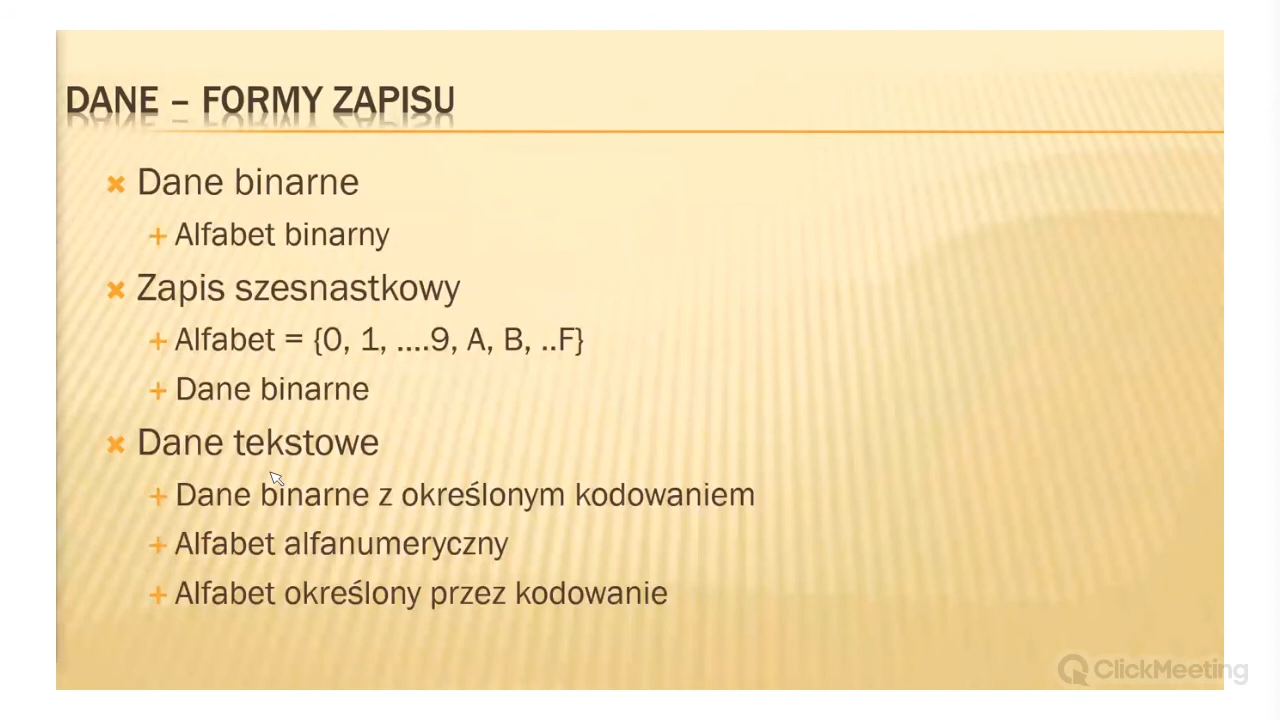 DANE – FORMY ZAPISU
Dane binarne
Alfabet binarny
Zapis szesnastkowy
Alfabet = {0, 1, ....9, A, B, ..F}
Dane binarne
Dane tekstowe
Dane binarne z określonym kodowaniem
Alfabet alfanumeryczny
Alfabet określony przez kodowanie
ClickMeeting